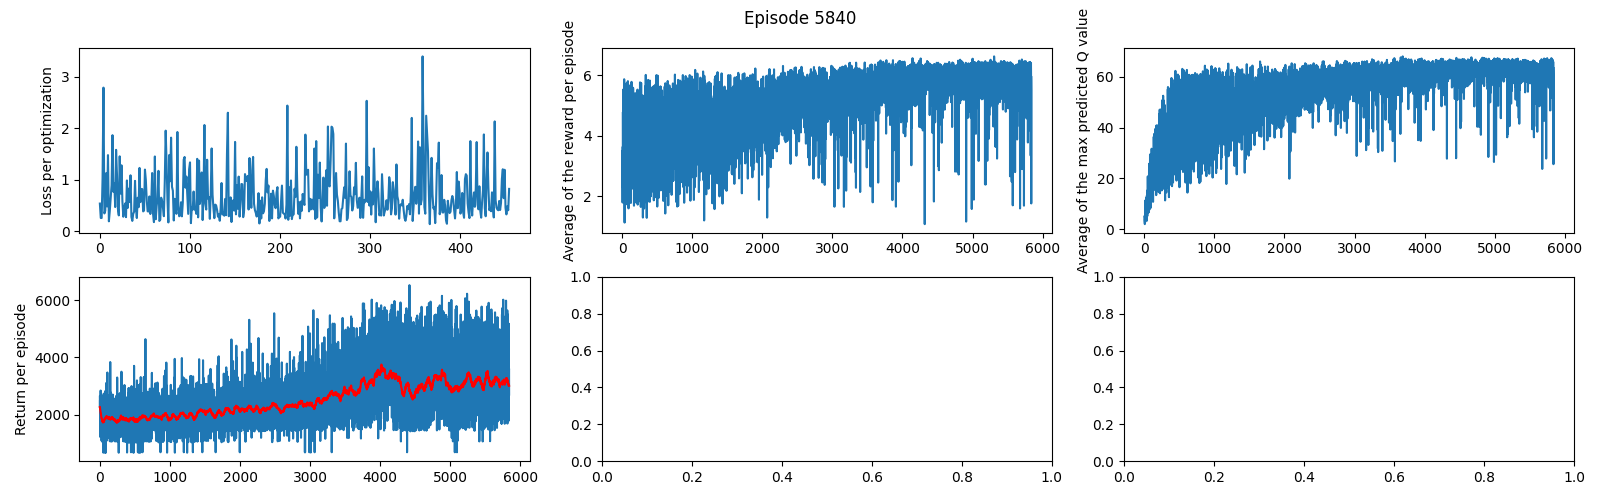 Episode 5840
Loss per optimization
3
2
1
0
0 100 200 300 400
Average of the reward per episode
6
4
2
0 1000 2000 3000 4000 5000 6000
Average of the max predicted Q value
60
40
20
0
0 1000 2000 3000 4000 5000 6000
Return per episode
6000
4000
2000
0 1000 2000 3000 4000 5000 6000
1.0
0.8
0.6
0.4
0.2
0.0
0.0 0.2 0.4 0.6 0.8 1.0
1.0
0.8
0.6
0.4
0.2
0.0
0.0 0.2 0.4 0.6 0.8 1.0